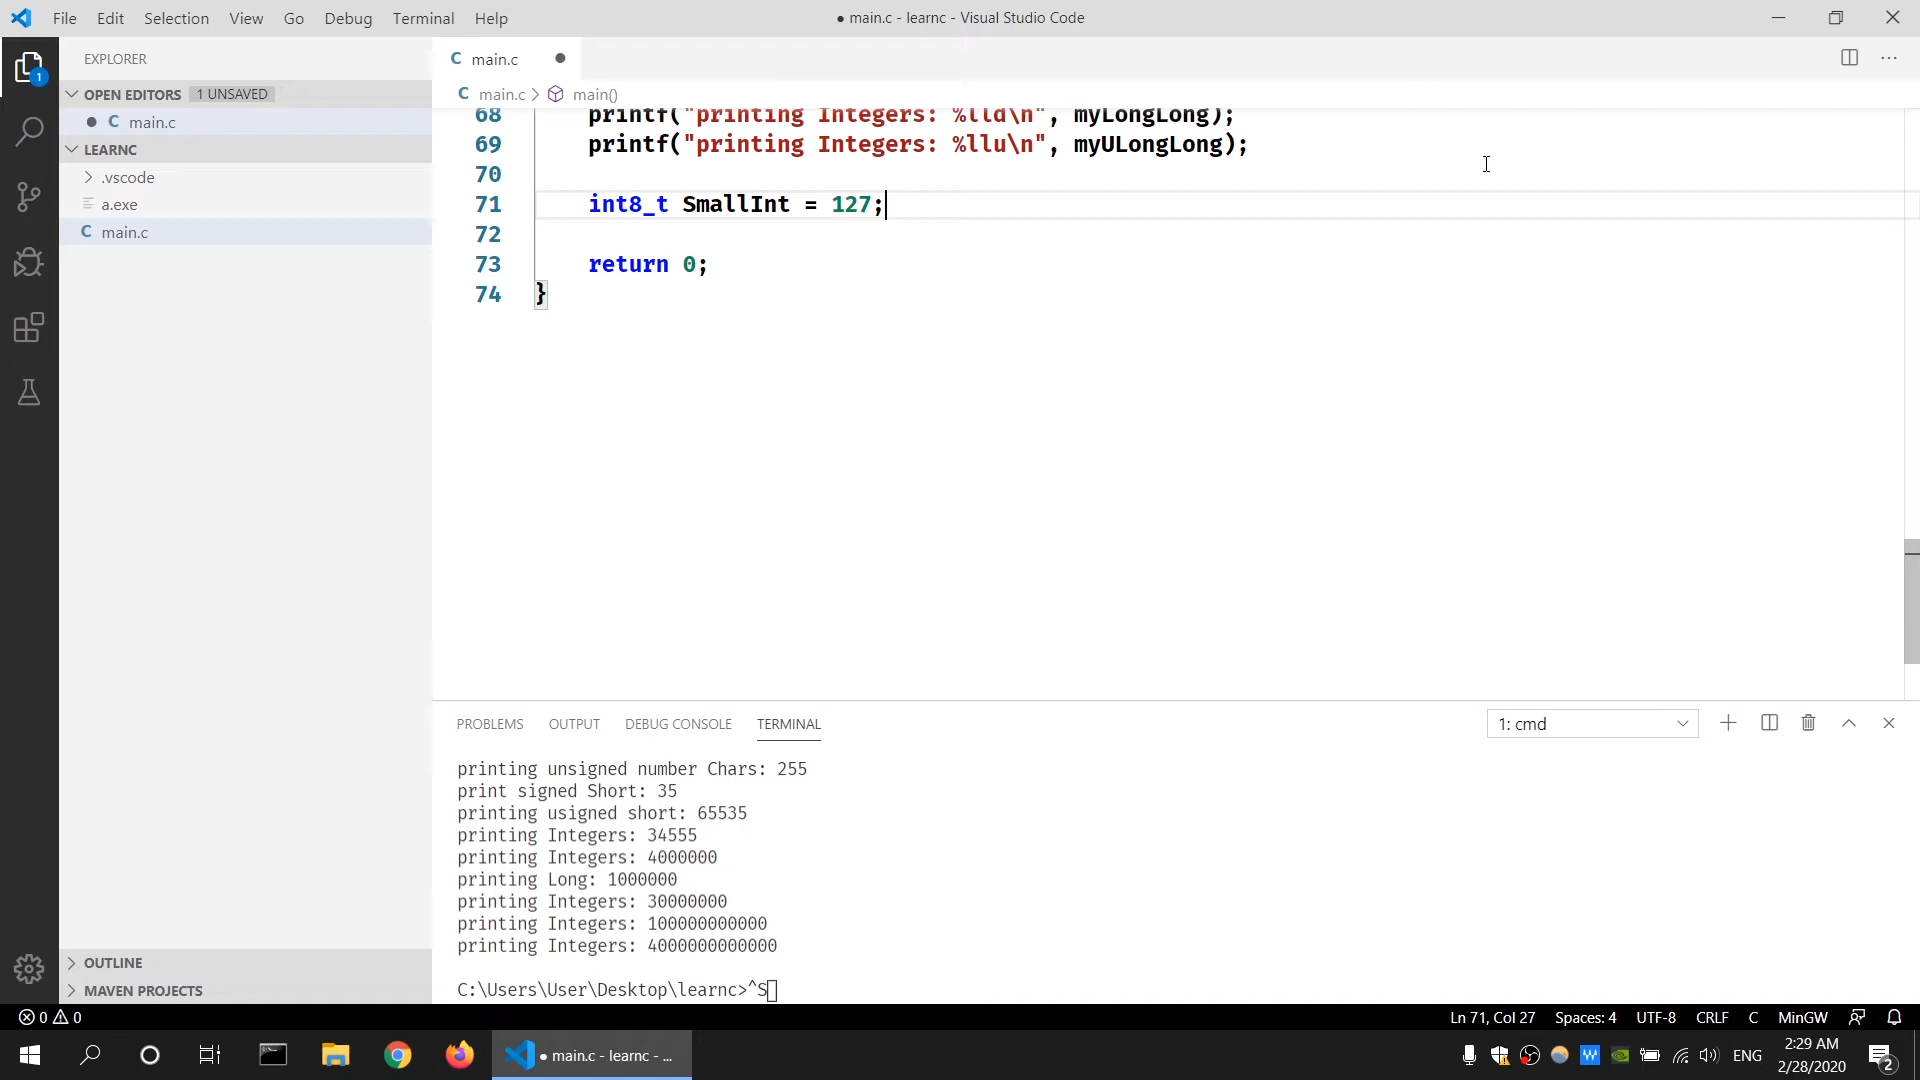 File Edit Selection View Go Debug Terminal Help
● main.c - learnc - Visual Studio Code
EXPLORER
OPEN EDITORS 1 UNSAVED
● C main.c
LEARNC
.vscode
a.exe
C main.c
OUTLINE
MAVEN PROJECTS
1
C main.c ●
C main.c > main()
68 printf("printing Integers: %lld\n", myLongLong);
69 printf("printing Integers: %llu\n", myULongLong);
70
71 int8_t SmallInt = 127;
72
73 return 0;
74 }
PROBLEMS OUTPUT DEBUG CONSOLE TERMINAL
1: cmd
printing unsigned number Chars: 255
print signed Short: 35
printing usigned short: 65535
printing Integers: 34555
printing Integers: 4000000
printing Long: 1000000
printing Integers: 30000000
printing Integers: 100000000000
printing Integers: 4000000000000
C:\Users\User\Desktop\learnc>^S
0 0
Ln 71, Col 27 Spaces: 4 UTF-8 CRLF C MinGW
● main.c - learnc - ...
ENG
2:29 AM
2/28/2020
2